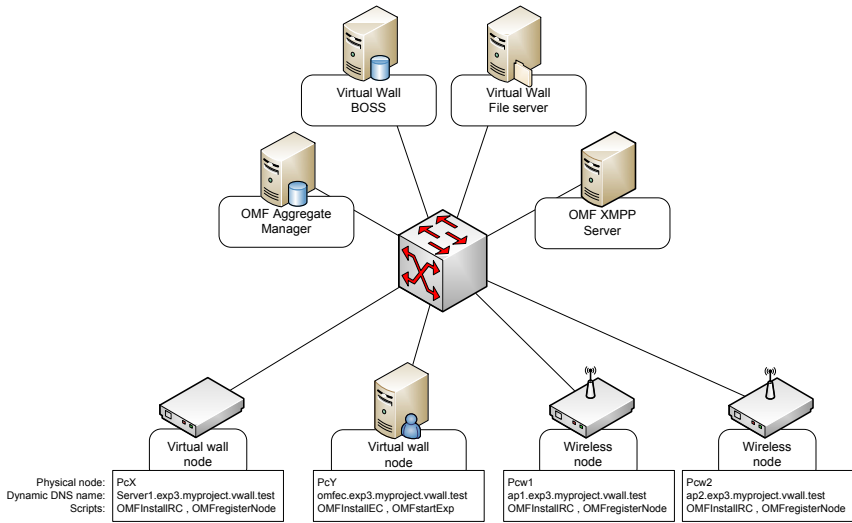 Virtual Wall
BOSS
Virtual Wall
File server
OMF Aggregate
Manager
OMF XMPP
Server
Virtual wall
node
Virtual wall
node
Wireless
node
Wireless
node
Physical node: PcX PcY Pcw1 Pcw2
Dynamic DNS name: Server1.exp3.myproject.vwall.test omfec.exp3.myproject.vwall.test ap1.exp3.myproject.vwall.test ap2.exp3.myproject.vwall.test
Scripts: OMFInstallRC , OMFregisterNode OMFInstallEC , OMFstartExp OMFInstallRC , OMFregisterNode OMFInstallRC , OMFregisterNode